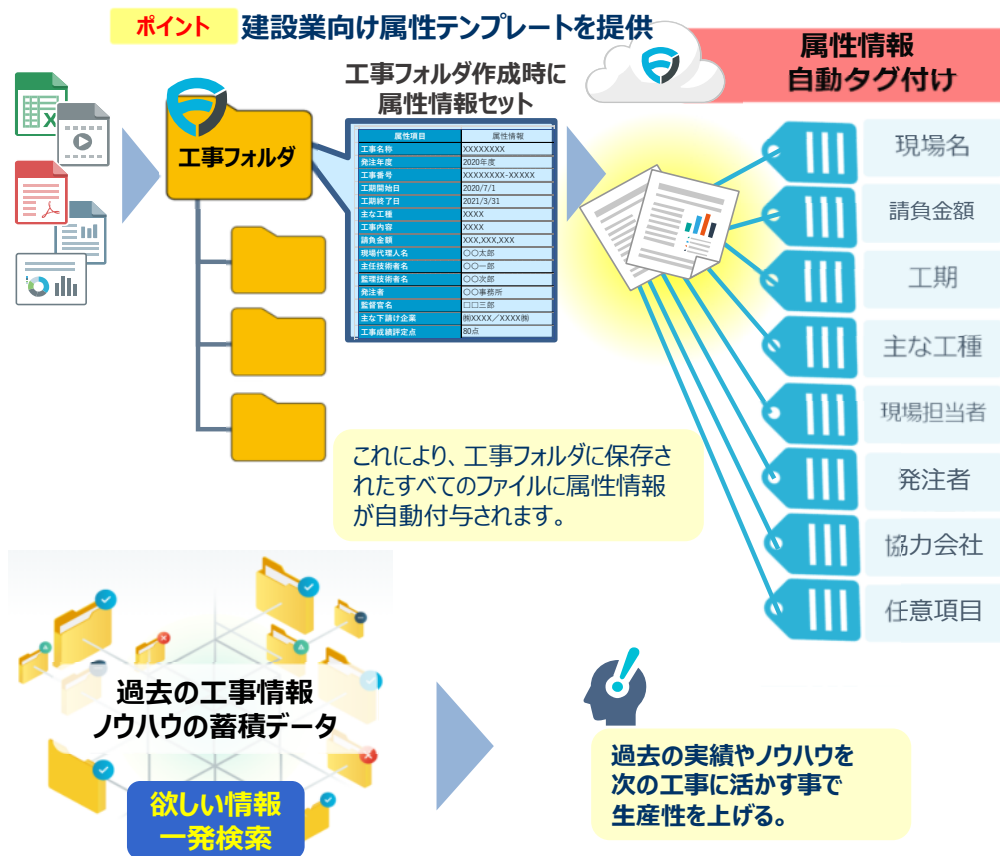 ポイント
建設業向け属性テンプレートを提供
属性情報
自動タグ付け
工事フォルダ作成時に
属性情報セット
工事フォルダ
属性項目 属性情報
工事名称 XXXXXXXX
発注年度 2020年度
工事番号 XXXXXXXX-XXXXX
工期開始日 2020/7/1
工期終了日 2021/3/31
主な工種 XXXX
工事内容 XXXX
請負金額 XXX,XXX,XXX
現場代理人名 〇〇太郎
主任技術者名 〇〇一郎
監理技術者名 〇〇次郎
発注者 〇〇事務所
監督官名 □□三郎
主な下請け企業 ㈱XXXX／XXXX㈱
工事成績評定点 80点
現場名
請負金額
工期
主な工種
現場担当者
発注者
協力会社
任意項目
これにより、工事フォルダに保存さ
れたすべてのファイルに属性情報
が自動付与されます。
過去の工事情報
ノウハウの蓄積データ
欲しい情報
一発検索
過去の実績やノウハウを
次の工事に活かす事で
生産性を上げる。